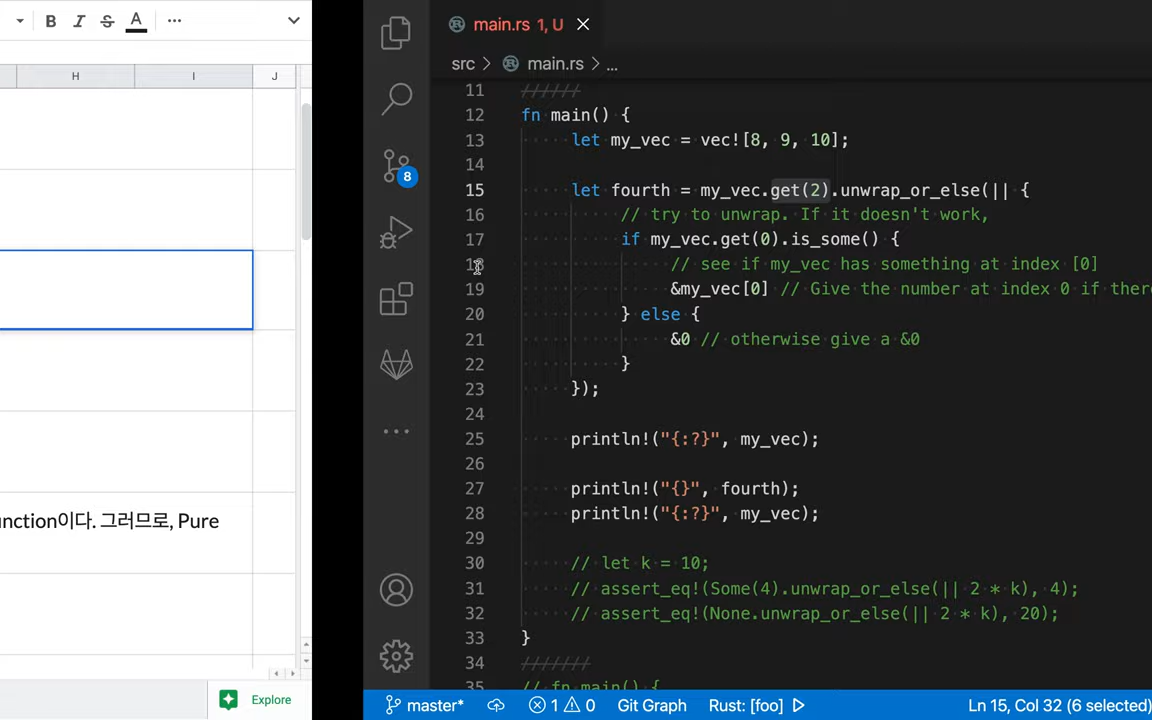 B I S A ...
H I J
nction이다. 그러므로, Pure
Explore
8
main.rs 1, U
src > main.rs > ...
11 //////
12 fn main() {
13 let my_vec = vec![8, 9, 10];
14
15 let fourth = my_vec.get(2).unwrap_or_else(|| {
16 // try to unwrap. If it doesn't work,
17 if my_vec.get(0).is_some() {
18 // see if my_vec has something at index [0]
19 &my_vec[0] // Give the number at index 0 if ther
20 } else {
21 &0 // otherwise give a &0
22 }
23 });
24
25 println!("{:?}", my_vec);
26
27 println!("{}", fourth);
28 println!("{:?}", my_vec);
29
30 // let k = 10;
31 // assert_eq!(Some(4).unwrap_or_else(|| 2 * k), 4);
32 // assert_eq!(None.unwrap_or_else(|| 2 * k), 20);
33 }
34 ///////
35 // fn main() {
master* 1 0 Git Graph Rust: [foo] Ln 15, Col 32 (6 selected)